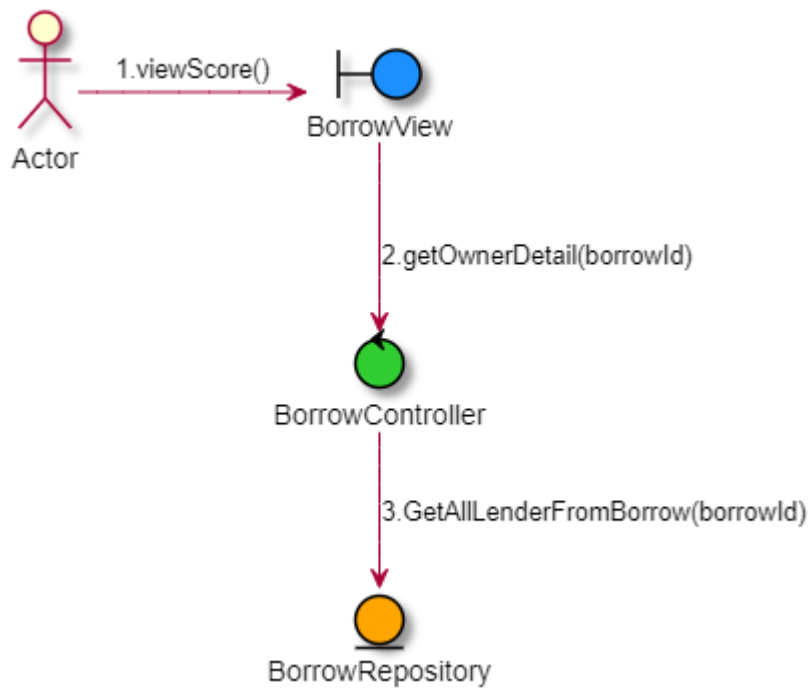 1.viewScore()
Actor
BorrowView
2.getOwnerDetail(borrowId)
BorrowController
3.GetAllLenderFromBorrow(borrowId)
BorrowRepository